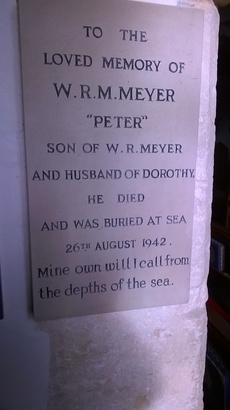 TO THE
LOVED MEMORY OF
W.R.M.MEYER
"PETER"
SON OF W.R.MEYER
AND HUSBAND OF DOROTHY.
HE DIED
AND WAS BURIED AT SEA
26TH AUGUST 1942.
Mine own will I call from
the depths of the sea.